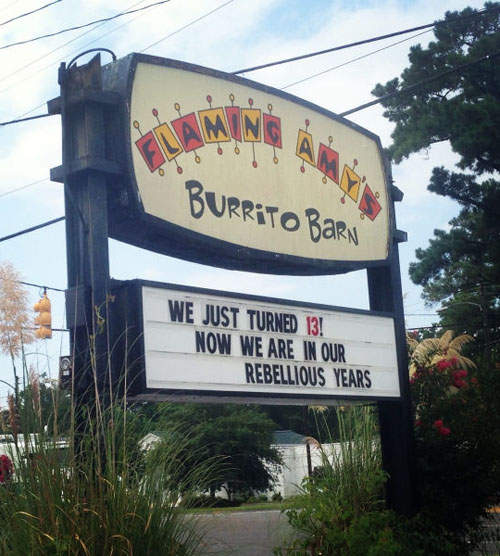 FLAMING AMY'S
BURRITO BARN
WE JUST TURNED 13!
NOW WE ARE IN OUR
REBELLIOUS YEARS